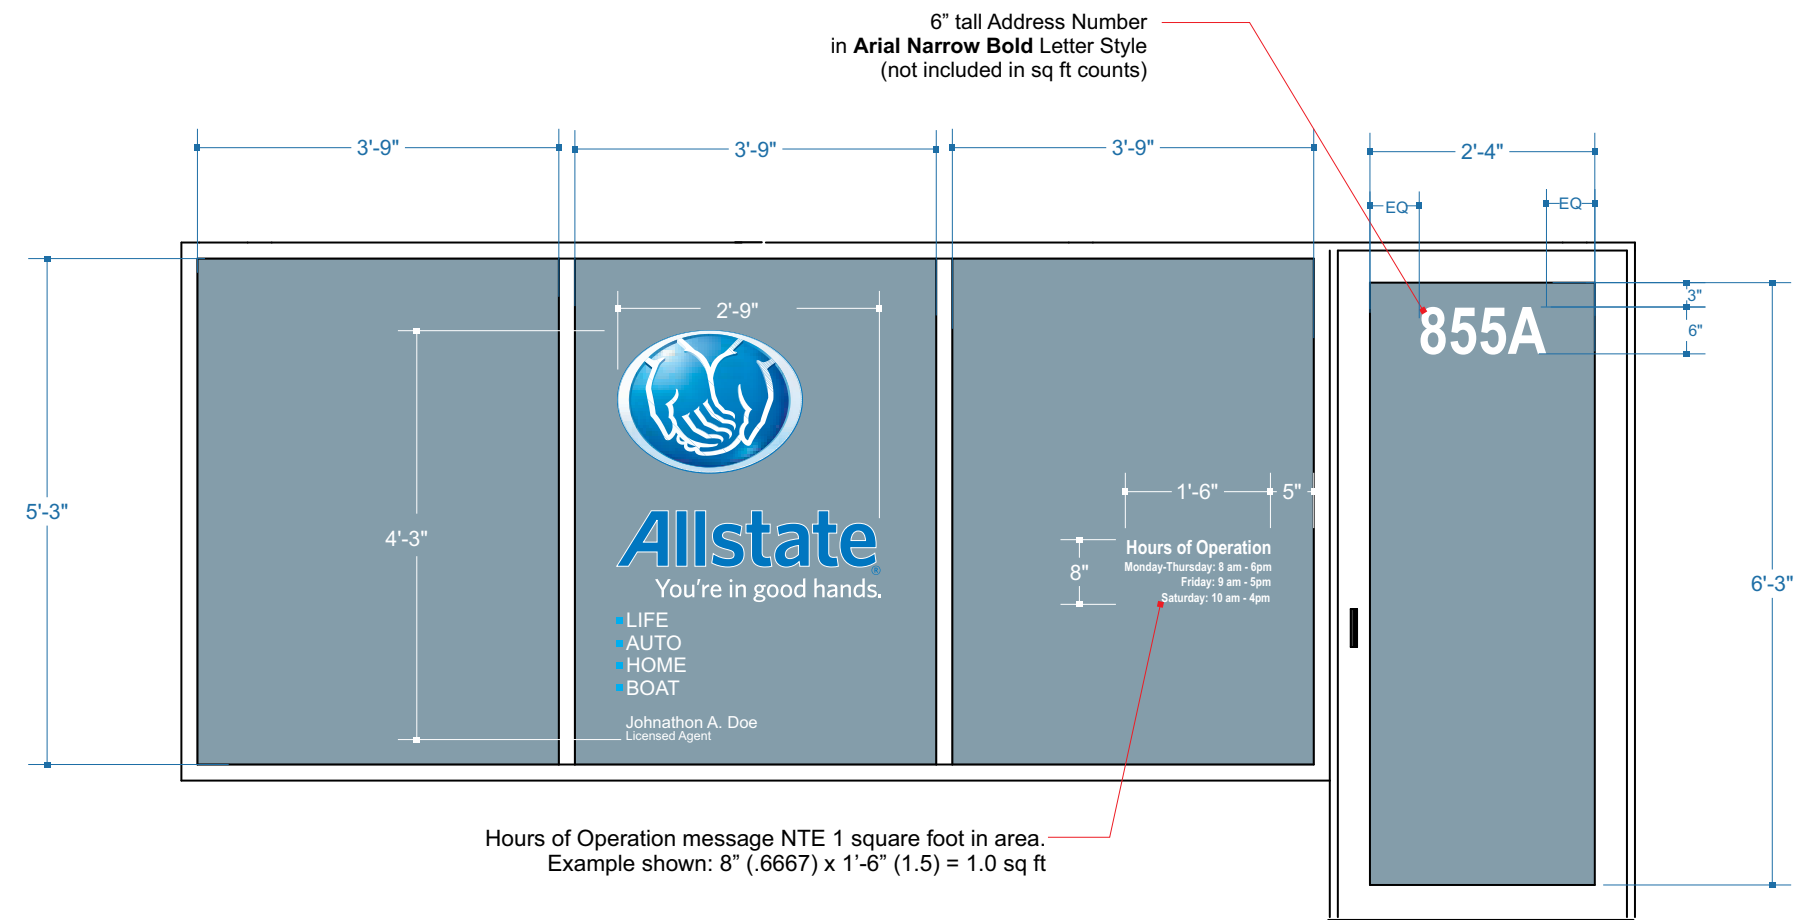 6” tall Address Number
in Arial Narrow Bold Letter Style
(not included in sq ft counts)
3'-9"
3'-9"
3'-9"
2'-4"
EQ
EQ
2'-9"
3"
6"
855A
5'-3"
4'-3"
Allstate®
You're in good hands.
LIFE
AUTO
HOME
BOAT
Johnathon A. Doe
Licensed Agent
1'-6"
5"
8"
Hours of Operation
Monday-Thursday: 8 am - 6pm
Friday: 9 am - 5pm
Saturday: 10 am - 4pm
6'-3"
Hours of Operation message NTE 1 square foot in area.
Example shown: 8” (.6667) x 1’-6” (1.5) = 1.0 sq ft